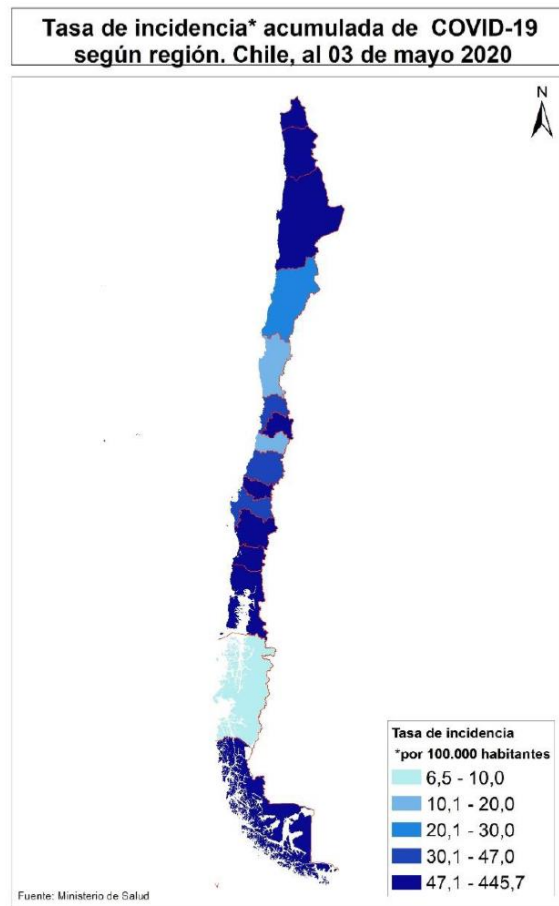 Tasa de incidencia* acumulada de COVID-19
según región. Chile, al 03 de mayo 2020
N
Tasa de incidencia
*por 100.000 habitantes
6,5 - 10,0
10,1 - 20,0
20,1 - 30,0
30,1 - 47,0
47,1 - 445,7
Fuente: Ministerio de Salud